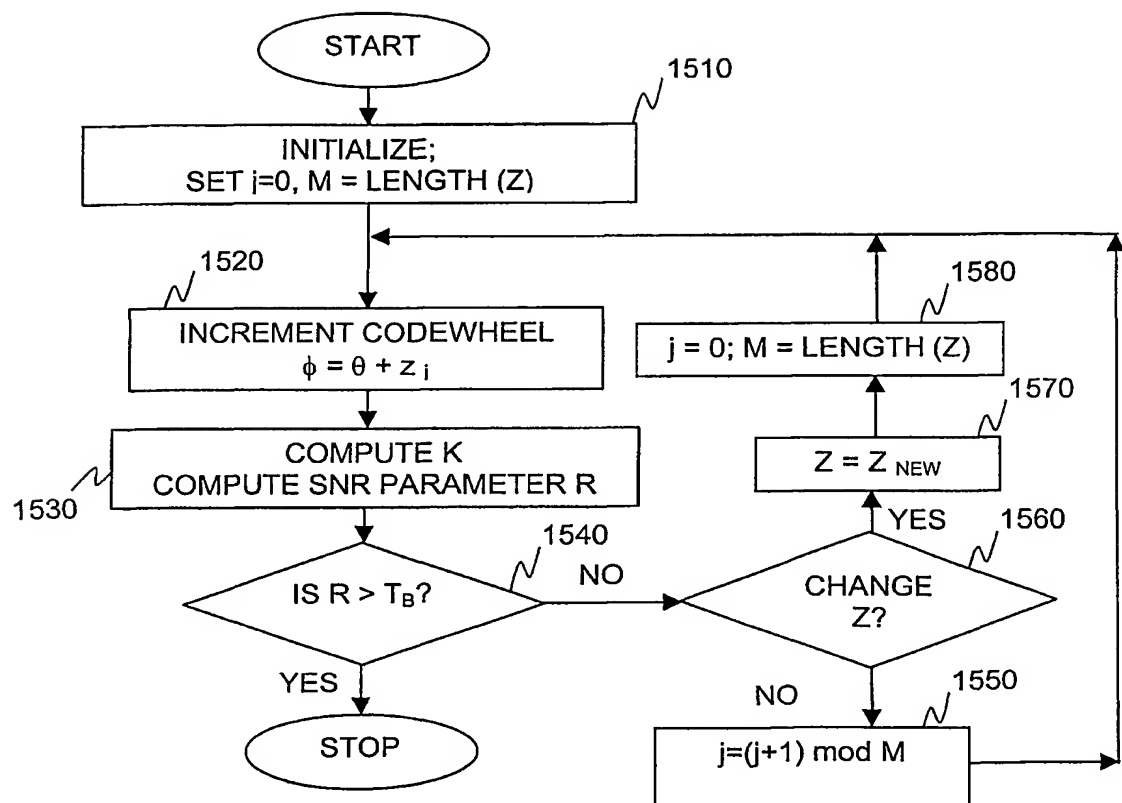 START
1510
INITIALIZE;
SET j=0, M = LENGTH (Z)
1520
INCREMENT CODEWHEEL
ϕ = θ + z i
1580
j = 0; M = LENGTH (Z)
1570
Z = Z NEW
COMPUTE K
COMPUTE SNR PARAMETER R
1530
YES
1560
1540
IS R > TB?
NO
CHANGE
Z?
YES
NO
1550
STOP
j=(j+1) mod M